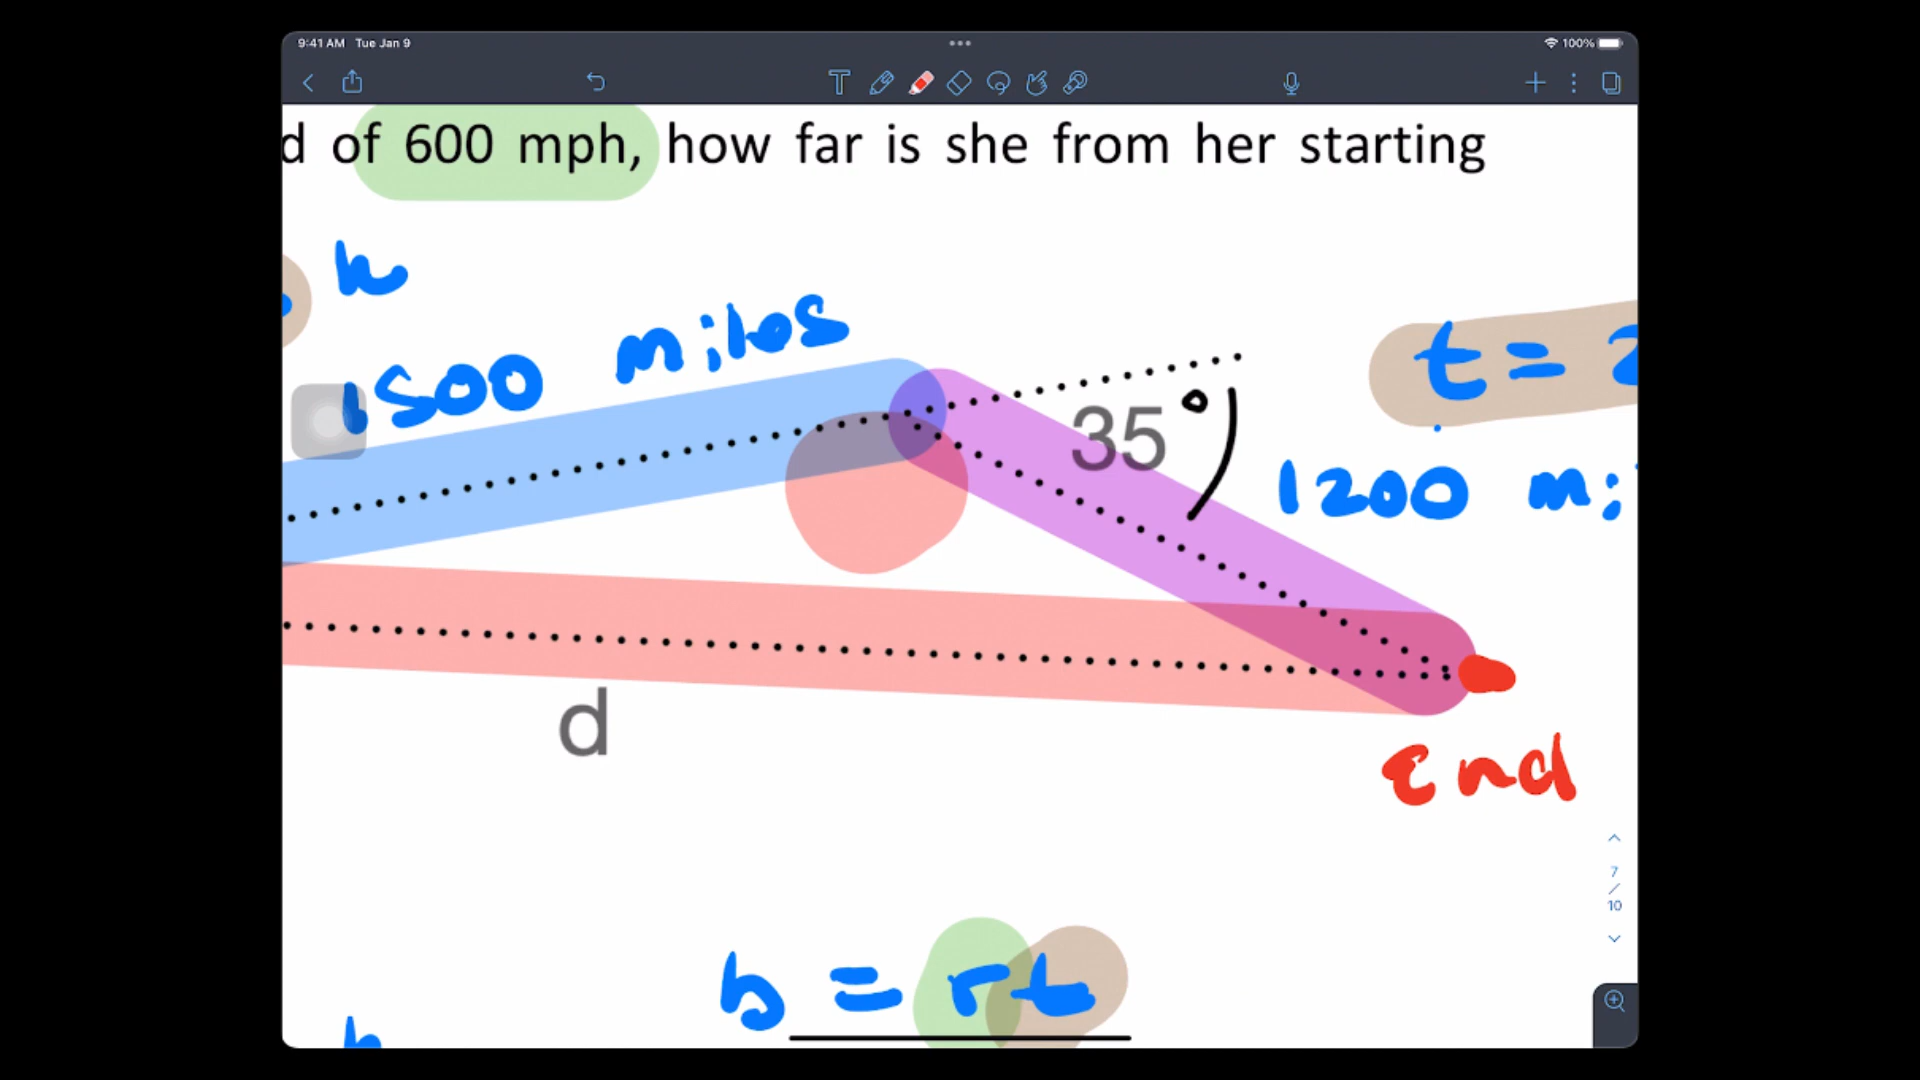 9:41 AM Tue Jan 9
100%
d of 600 mph, how far is she from her starting
h
1500 miles
35°
t = 2
1200 mi
d
End
7
/
10
b = rt
h